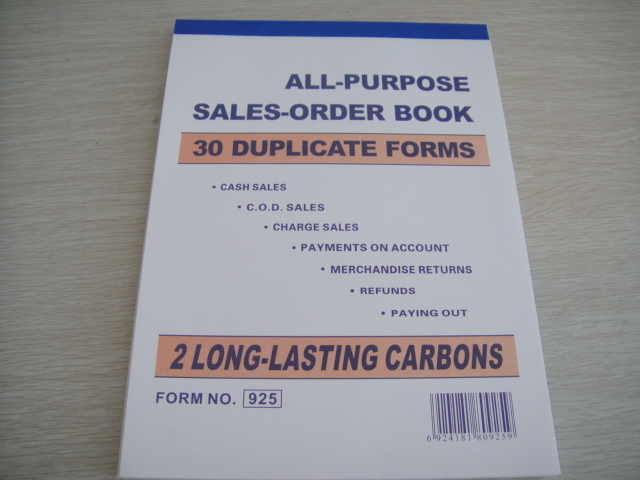 ALL-PURPOSE
SALES-ORDER BOOK
30 DUPLICATE FORMS
• CASH SALES
• C.O.D. SALES
• CHARGE SALES
• PAYMENTS ON ACCOUNT
• MERCHANDISE RETURNS
• REFUNDS
• PAYING OUT
2 LONG-LASTING CARBONS
FORM NO. 925
6 924181 809259